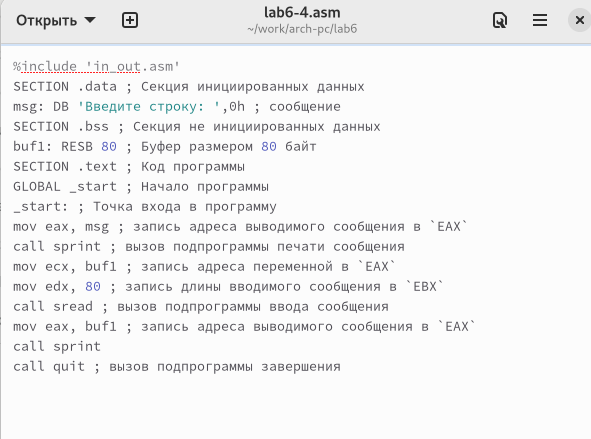 Открыть
lab6-4.asm
~/work/arch-pc/lab6
%include 'in_out.asm'
SECTION .data ; Секция инициированных данных
msg: DB 'Введите строку: ',0h ; сообщение
SECTION .bss ; Секция не инициированных данных
buf1: RESB 80 ; Буфер размером 80 байт
SECTION .text ; Код программы
GLOBAL _start ; Начало программы
_start: ; Точка входа в программу
mov eax, msg ; запись адреса выводимого сообщения в `EAX`
call sprint ; вызов подпрограммы печати сообщения
mov ecx, buf1 ; запись адреса переменной в `EAX`
mov edx, 80 ; запись длины вводимого сообщения в `EBX`
call sread ; вызов подпрограммы ввода сообщения
mov eax, buf1 ; запись адреса выводимого сообщения в `EAX`
call sprint
call quit ; вызов подпрограммы завершения